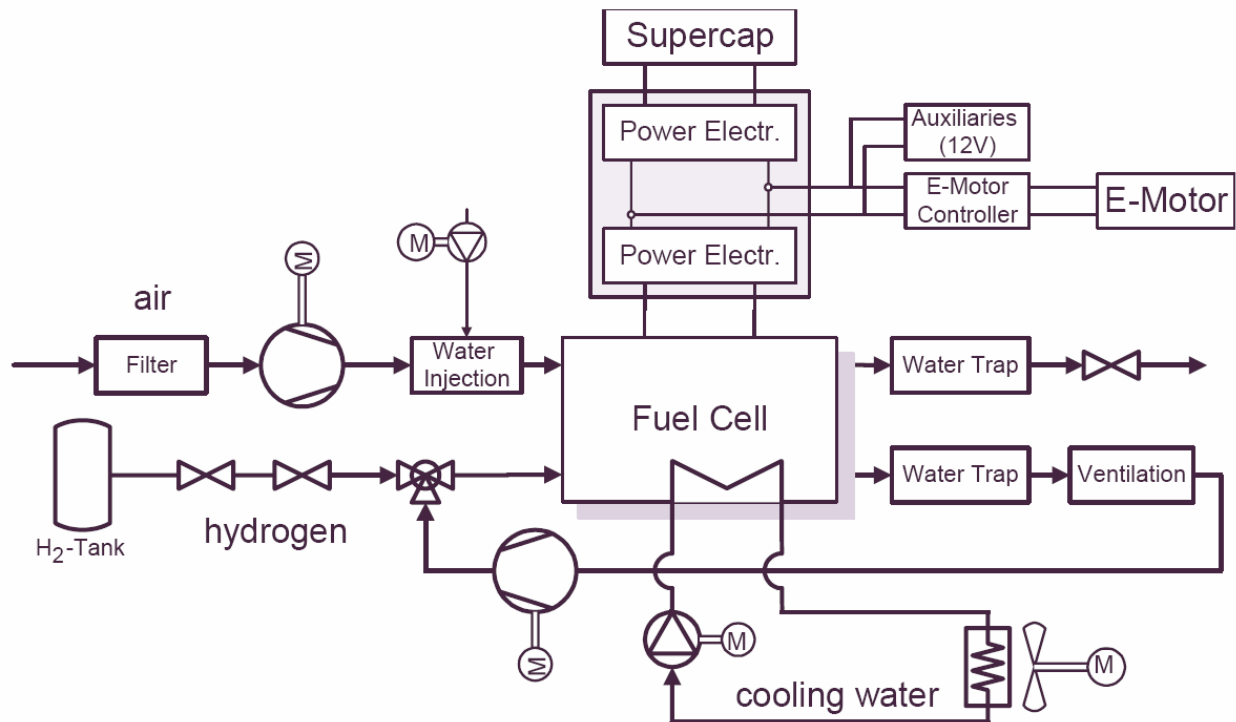 Supercap
Power Electr.
Auxiliaries
(12V)
E-Motor
Controller
E-Motor
M
Power Electr.
M
air
Filter
Water
Injection
Water Trap
Fuel Cell
Water Trap
Ventilation
hydrogen
H2-Tank
M
M
M
cooling water